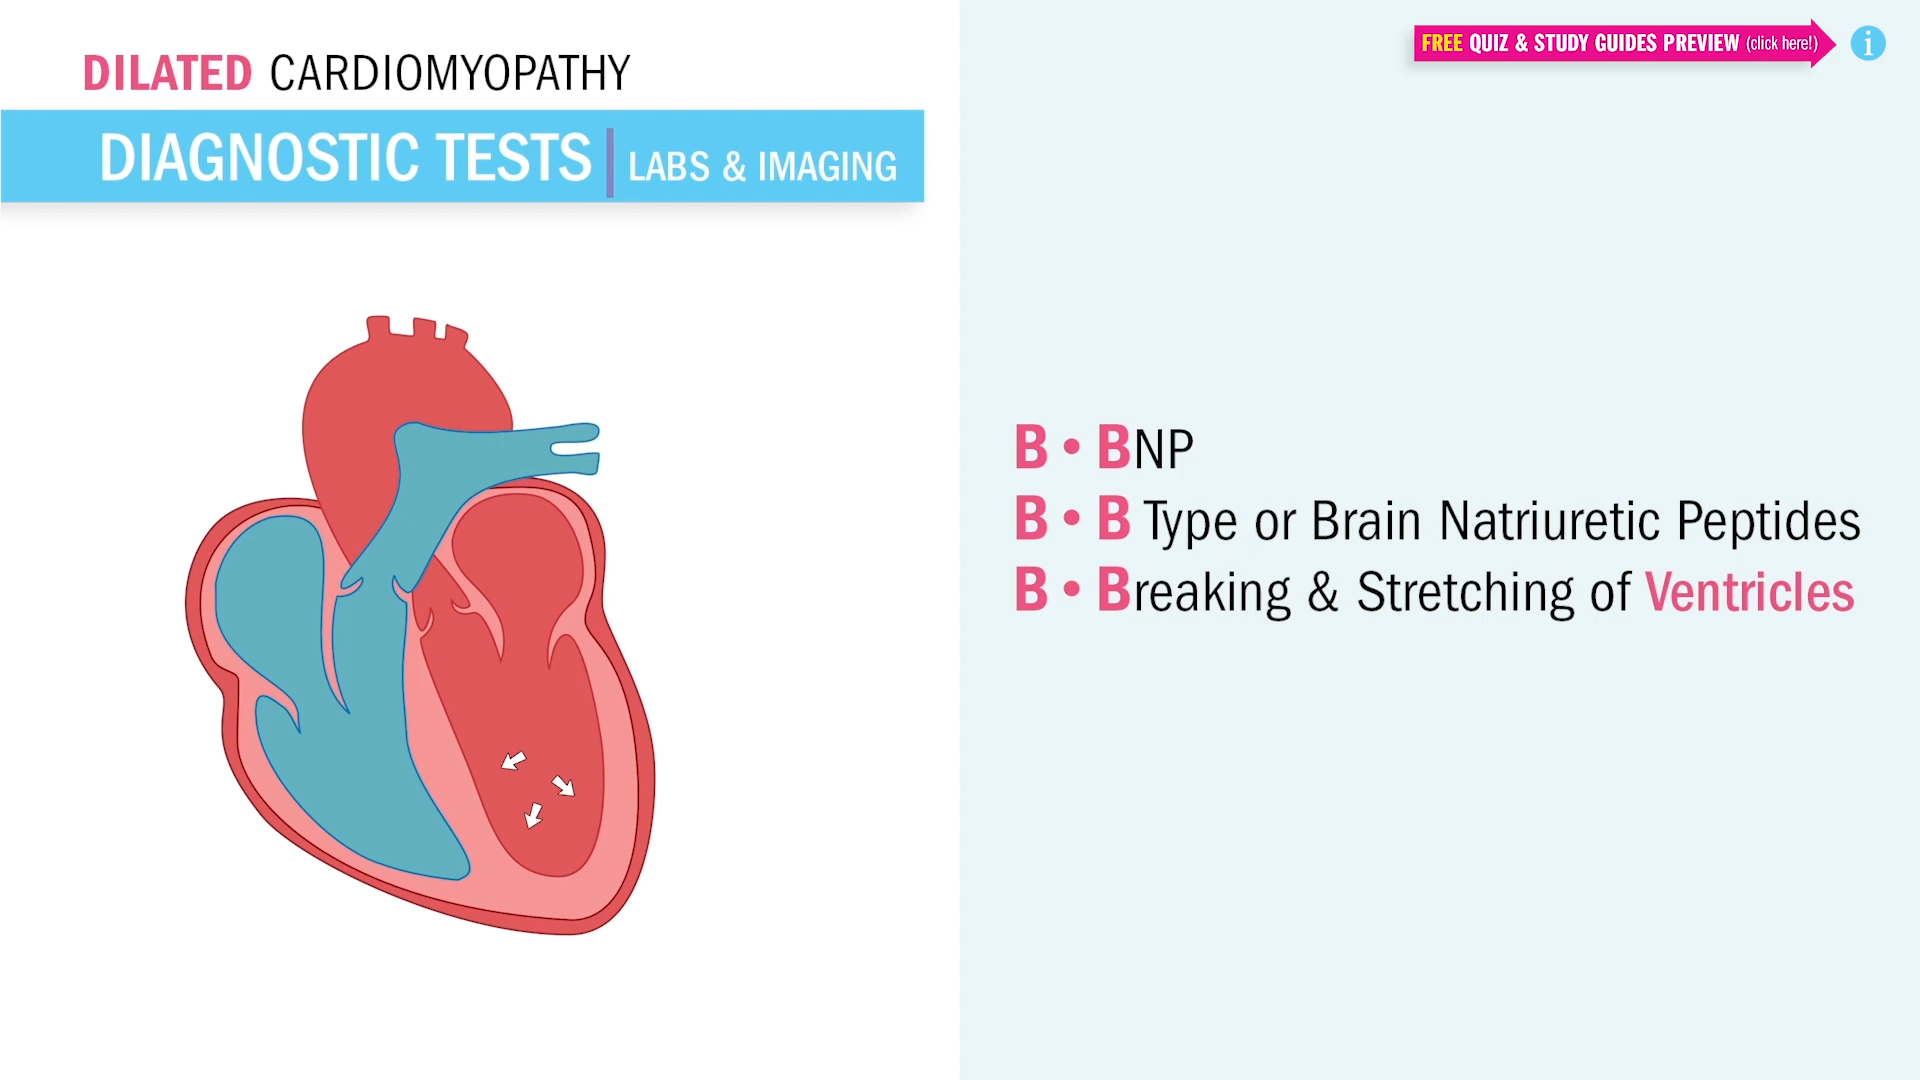 DILATED CARDIOMYOPATHY
DIAGNOSTIC TESTS | LABS & IMAGING
FREE QUIZ & STUDY GUIDES PREVIEW (click here!) i
B • BNP
B • B Type or Brain Natriuretic Peptides
B • Breaking & Stretching of Ventricles